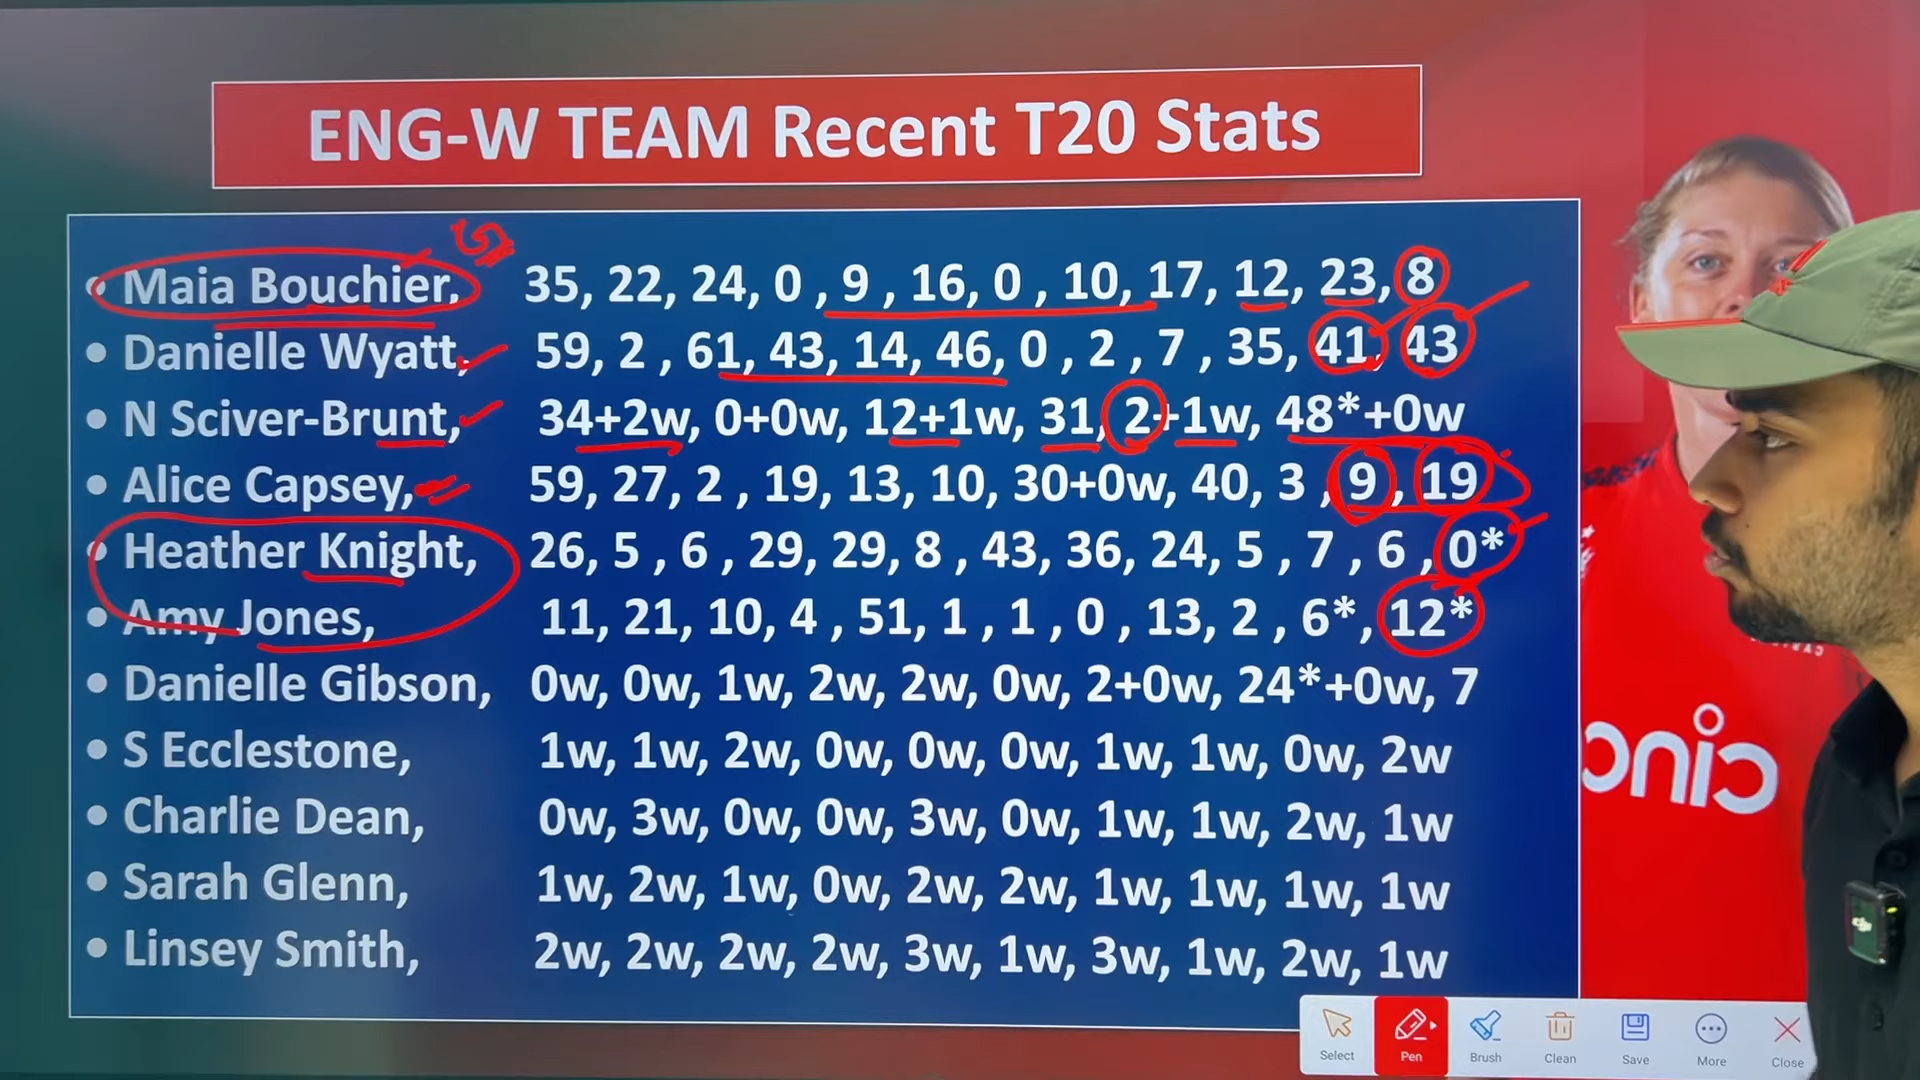 ENG-W TEAM Recent T20 Stats
• Maia Bouchier, 35, 22, 24, 0 , 9 , 16, 0 , 10, 17, 12, 23, 8
• Danielle Wyatt, 59, 2 , 61, 43, 14, 46, 0 , 2 , 7 , 35, 41, 43
• N Sciver-Brunt, 34+2w, 0+0w, 12+1w, 31, 2+1w, 48*+0w
• Alice Capsey, 59, 27, 2 , 19, 13, 10, 30+0w, 40, 3 , 9 , 19
• Heather Knight, 26, 5 , 6 , 29, 29, 8 , 43, 36, 24, 5 , 7 , 6 , 0*
• Amy Jones, 11, 21, 10, 4 , 51, 1 , 1 , 0 , 13, 2 , 6*, 12*
• Danielle Gibson, 0w, 0w, 1w, 2w, 2w, 0w, 2+0w, 24*+0w, 7
• S Ecclestone, 1w, 1w, 2w, 0w, 0w, 0w, 1w, 1w, 0w, 2w
• Charlie Dean, 0w, 3w, 0w, 0w, 3w, 0w, 1w, 1w, 2w, 1w
• Sarah Glenn, 1w, 2w, 1w, 0w, 2w, 2w, 1w, 1w, 1w, 1w
• Linsey Smith, 2w, 2w, 2w, 2w, 3w, 1w, 3w, 1w, 2w, 1w
Select Pen Brush Clean Save More Close